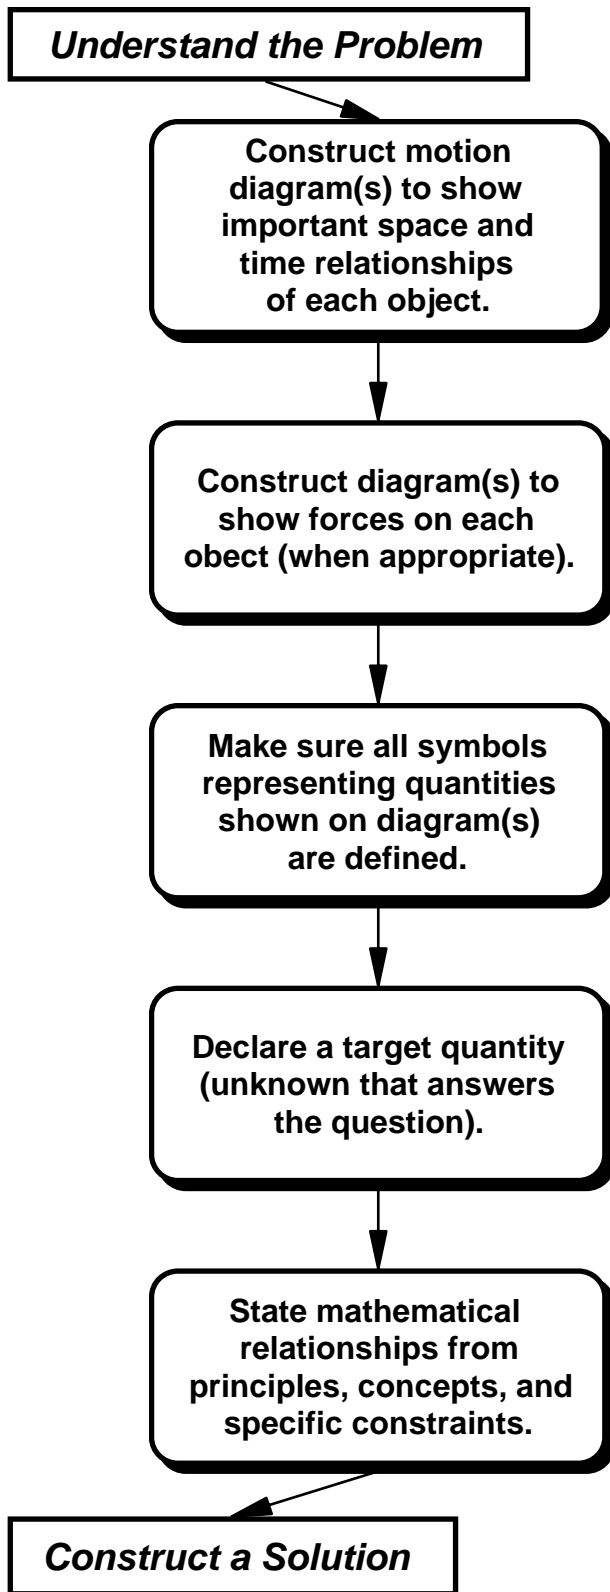 Understand the Problem
Construct motion
diagram(s) to show
important space and
time relationships
of each object.
Construct diagram(s) to
show forces on each
obect (when appropriate).
Make sure all symbols
representing quantities
shown on diagram(s)
are defined.
Declare a target quantity
(unknown that answers
the question).
State mathematical
relationships from
principles, concepts, and
specific constraints.
Construct a Solution